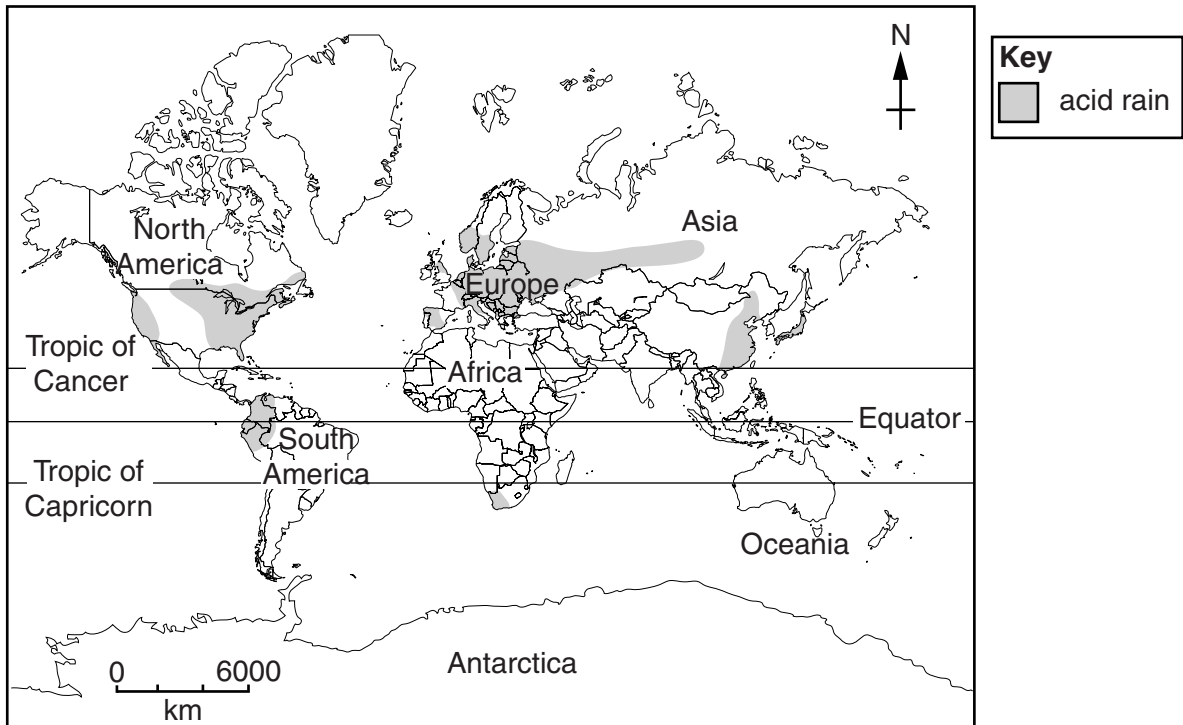 N
Key
acid rain
North
America
Asia
Europe
Tropic of
Cancer
Africa
Equator
South
America
Tropic of
Capricorn
Oceania
Antarctica
0 6000
km